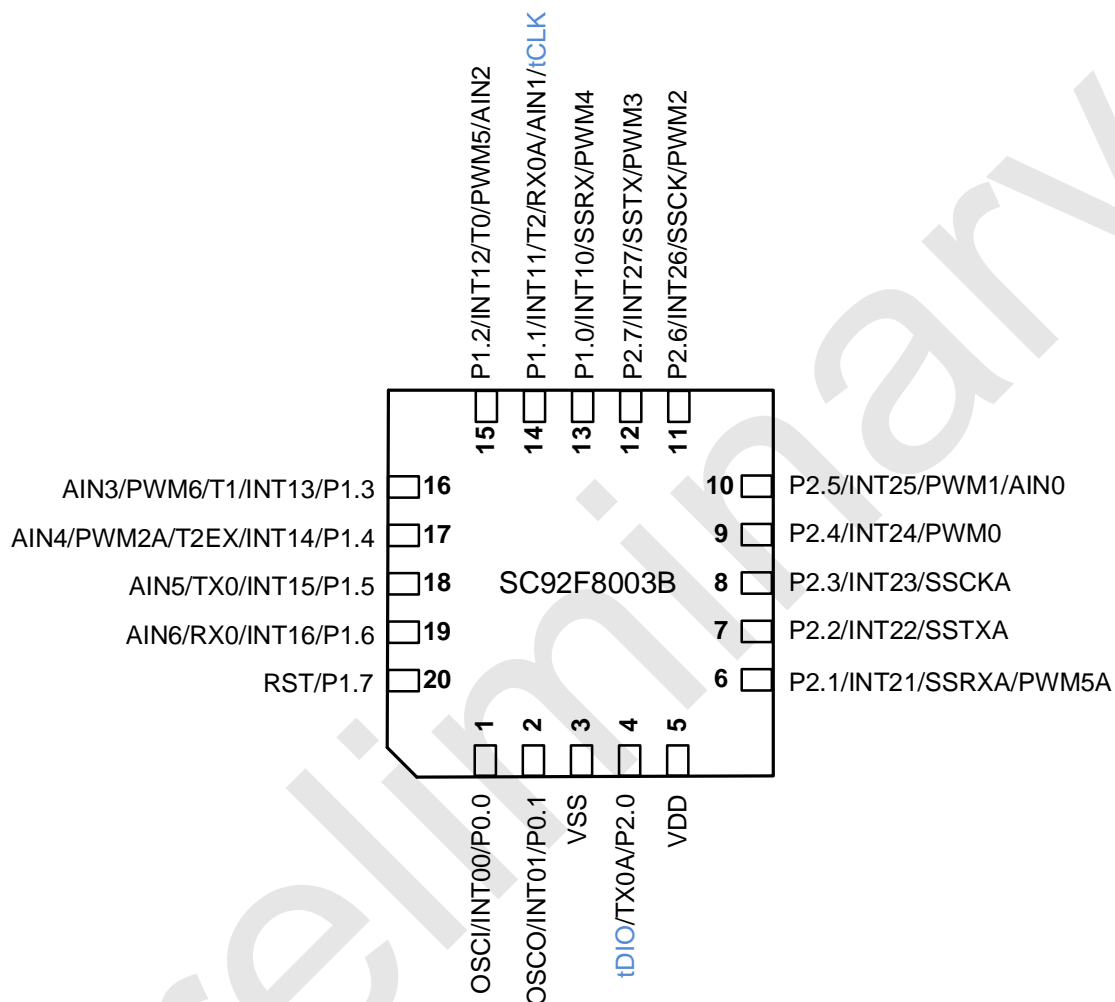 P1.2/INT12/T0/PWM5/AIN2
P1.1/INT11/T2/RX0A/AIN1/tCLK
P1.0/INT10/SSRX/PWM4
P2.7/INT27/SSTX/PWM3
P2.6/INT26/SSCK/PWM2
15
14
13
12
11
AIN3/PWM6/T1/INT13/P1.3
16
AIN4/PWM2A/T2EX/INT14/P1.4
17
AIN5/TX0/INT15/P1.5
18
AIN6/RX0/INT16/P1.6
19
RST/P1.7
20
SC92F8003B
10
P2.5/INT25/PWM1/AIN0
9
P2.4/INT24/PWM0
8
P2.3/INT23/SSCKA
7
P2.2/INT22/SSTXA
6
P2.1/INT21/SSRXA/PWM5A
1
2
3
4
5
OSCI/INT00/P0.0
OSCO/INT01/P0.1
VSS
tDIO/TX0A/P2.0
VDD
reliminary